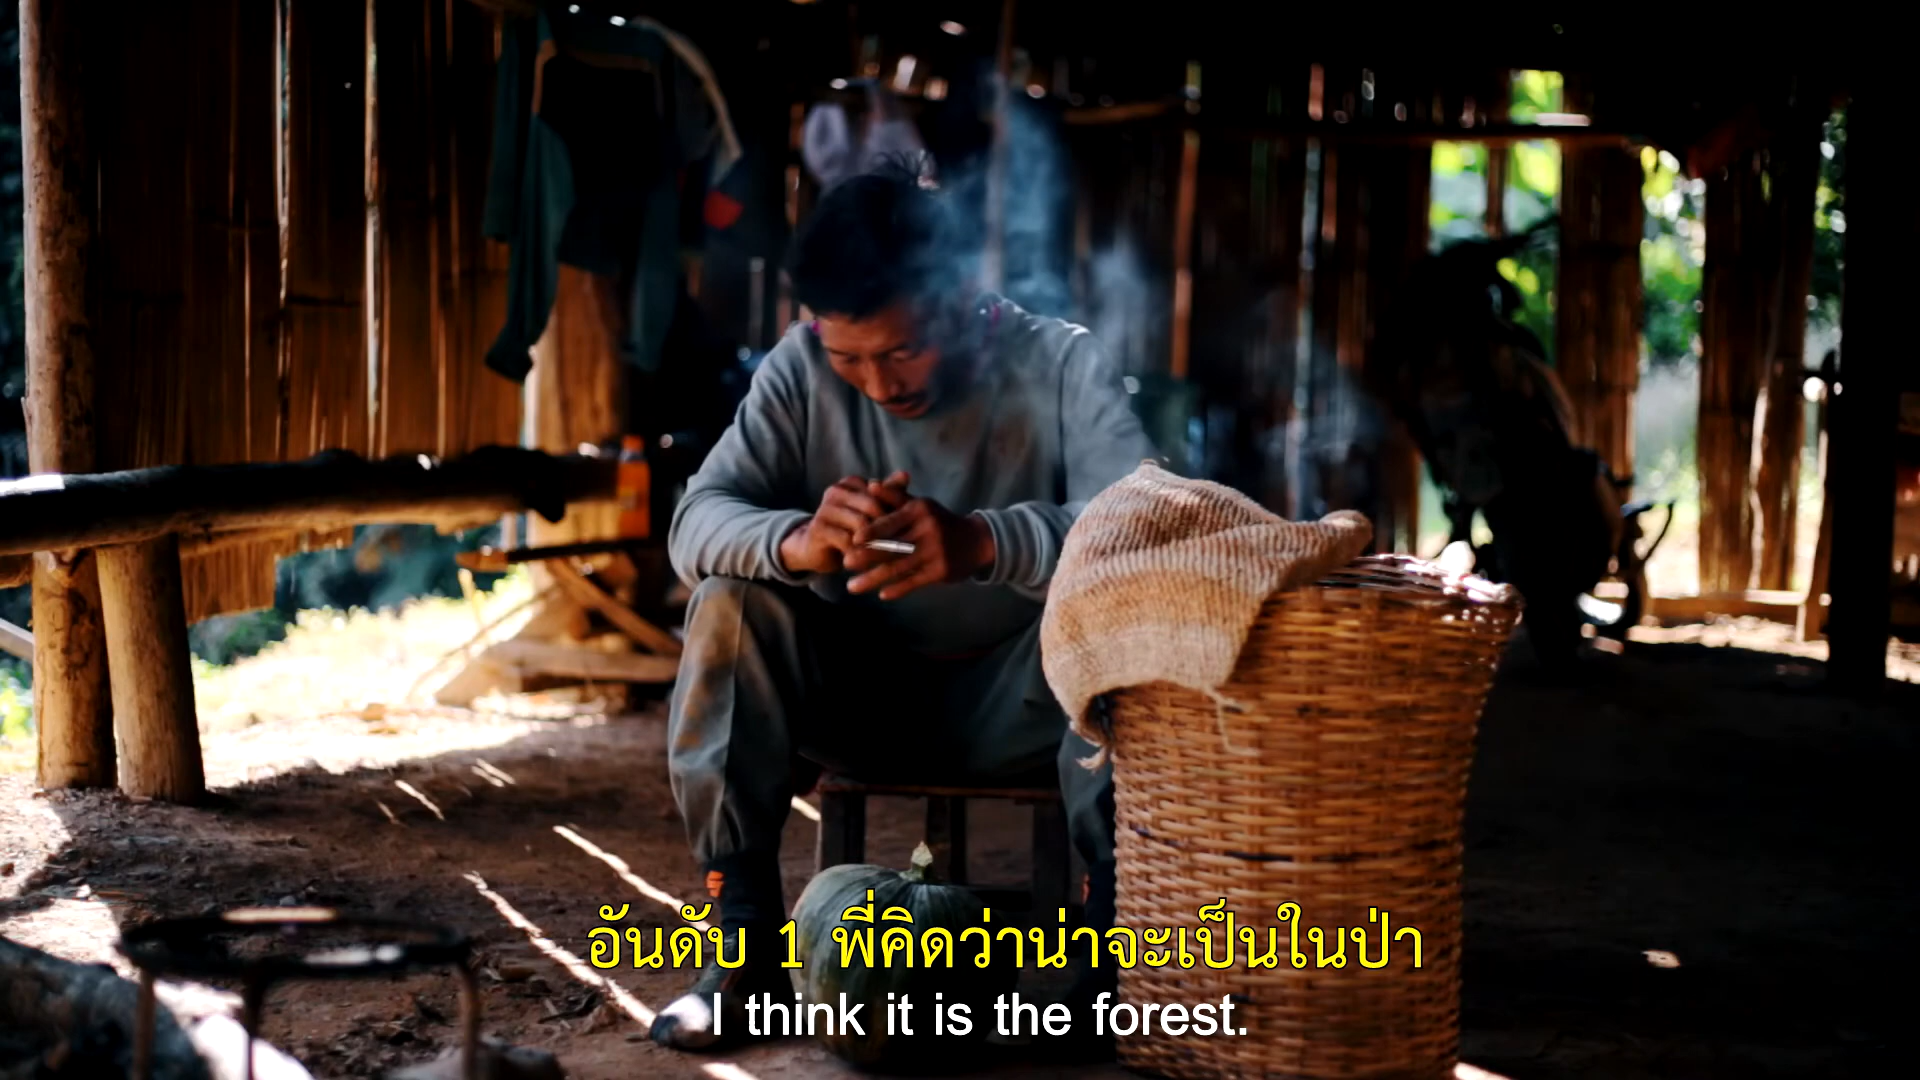 อันดับ 1 พี่คิดว่าน่าจะเป็นในป่า
I think it is the forest.